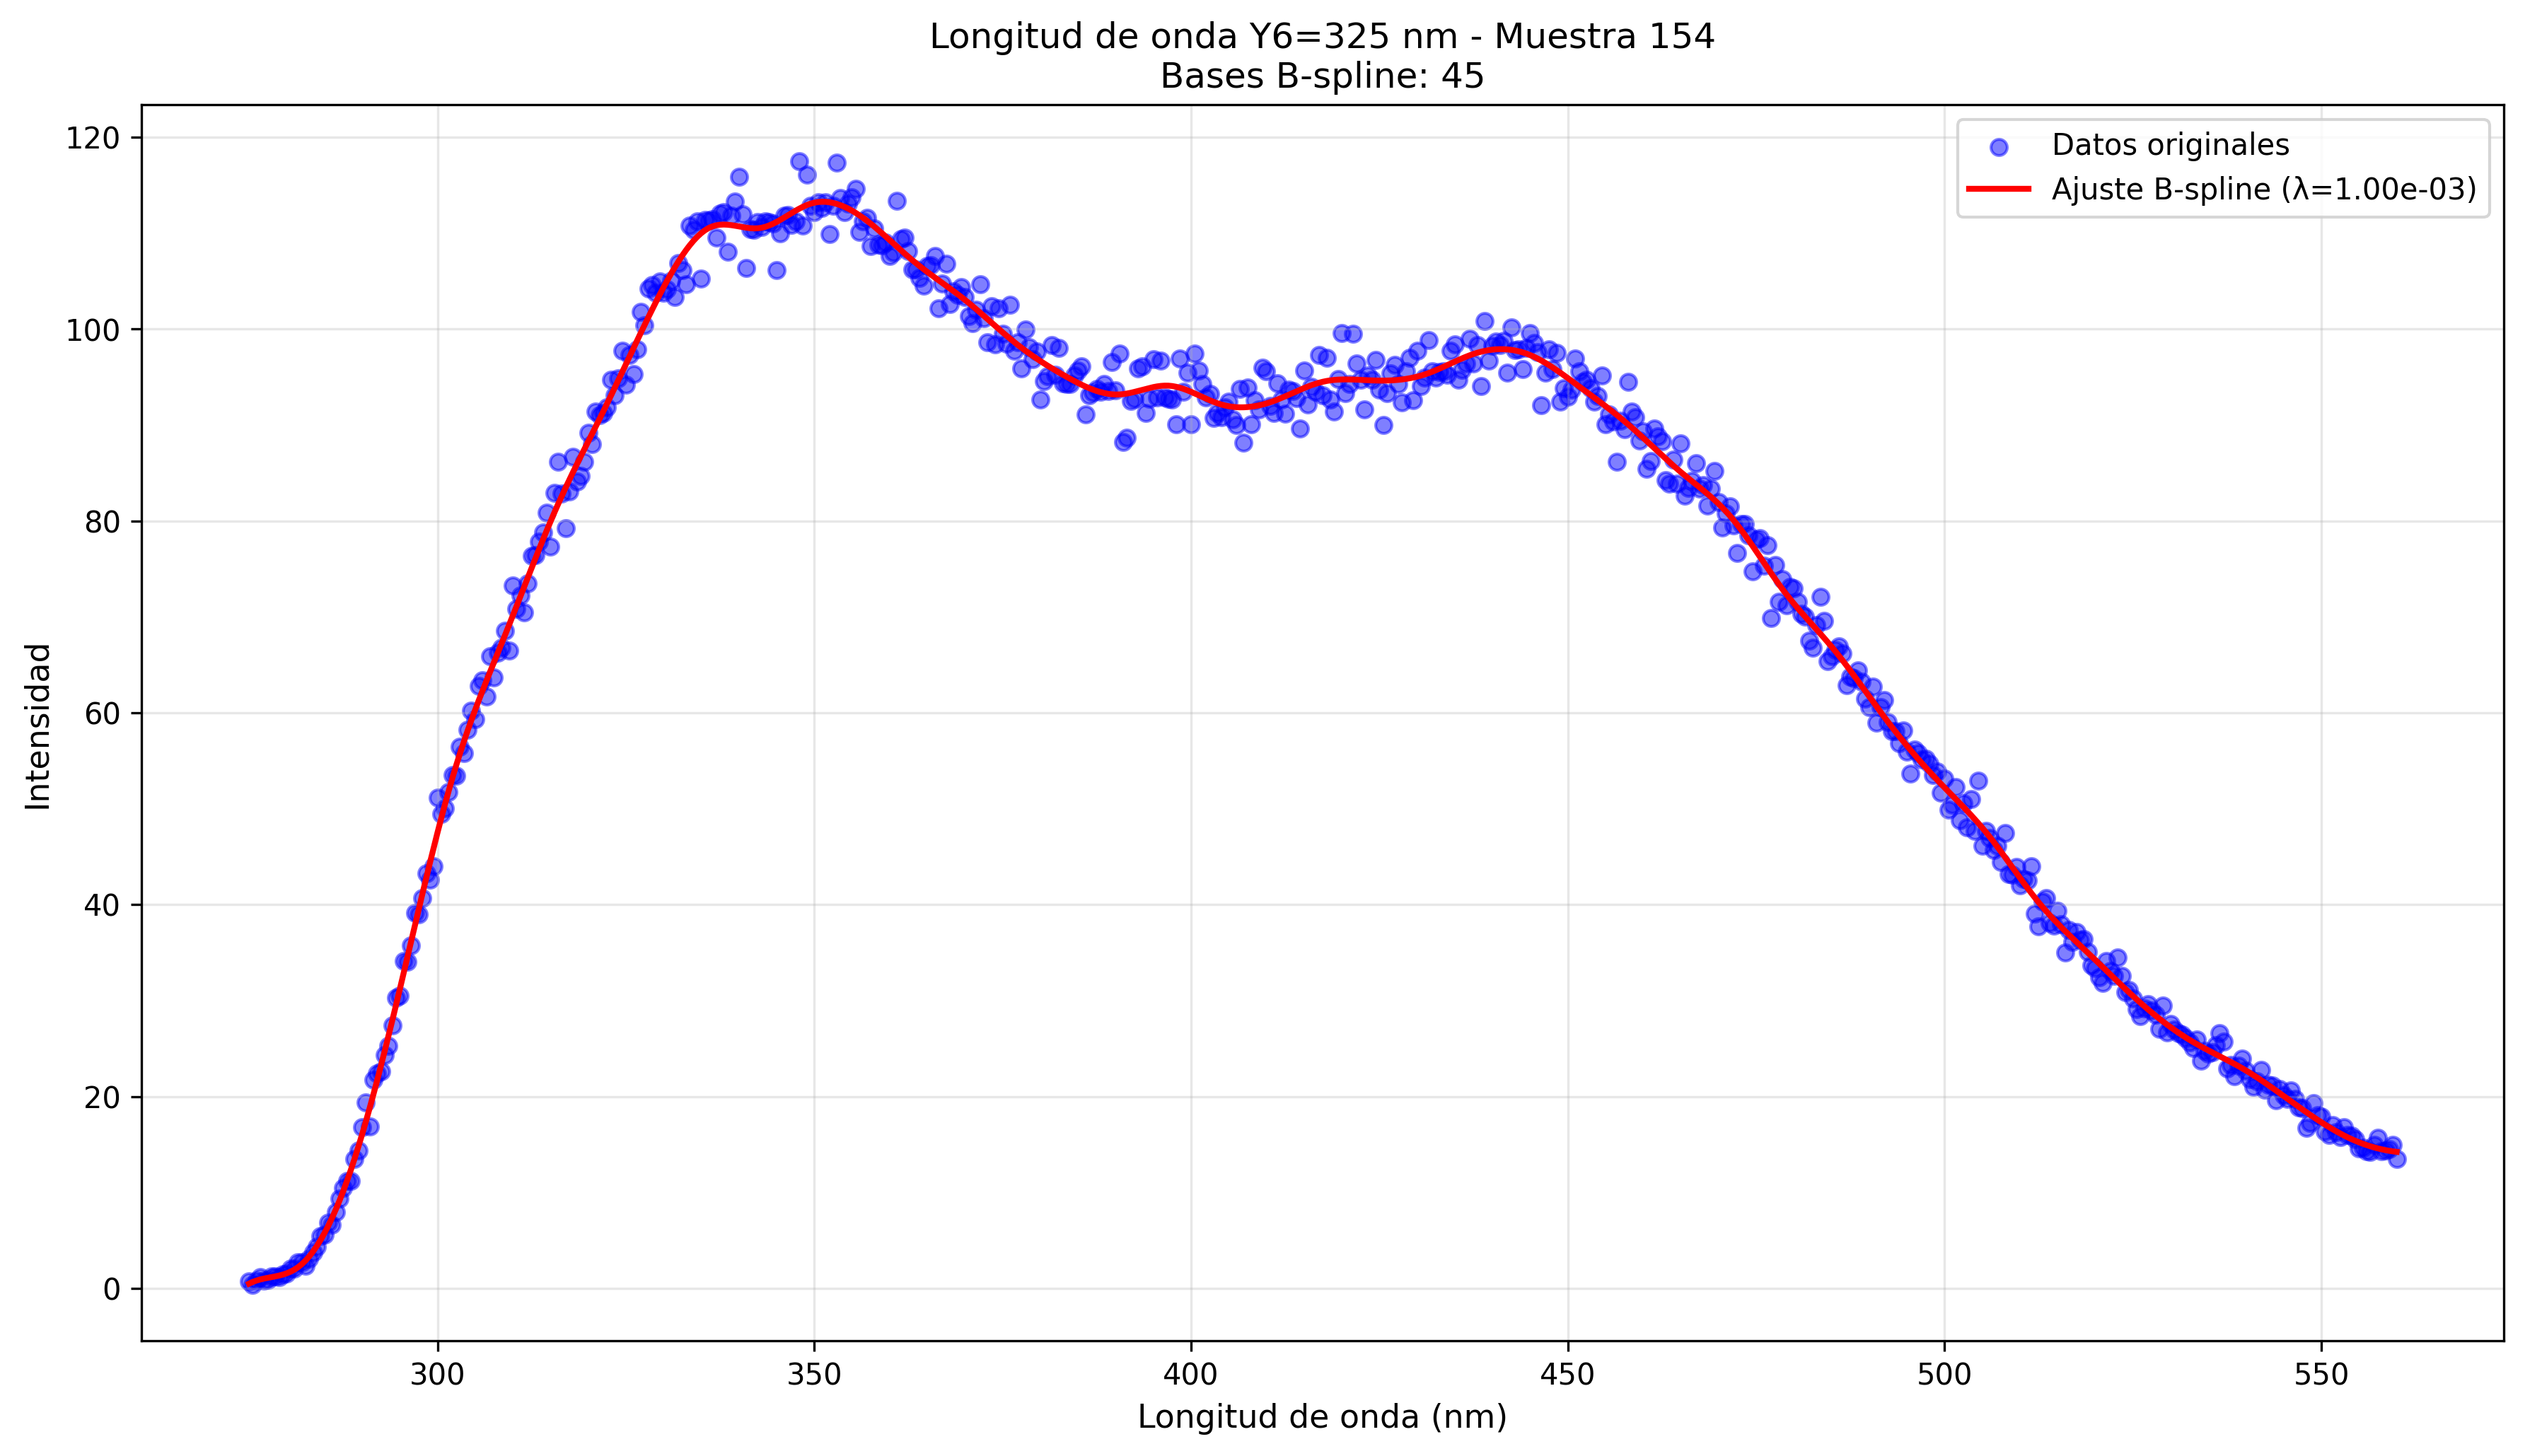 Longitud de onda Y6=325 nm - Muestra 154
Bases B-spline: 45
Datos originales
Ajuste B-spline (λ=1.00e-03)
Intensidad
120
100
80
60
40
20
0
300 350 400 450 500 550
Longitud de onda (nm)